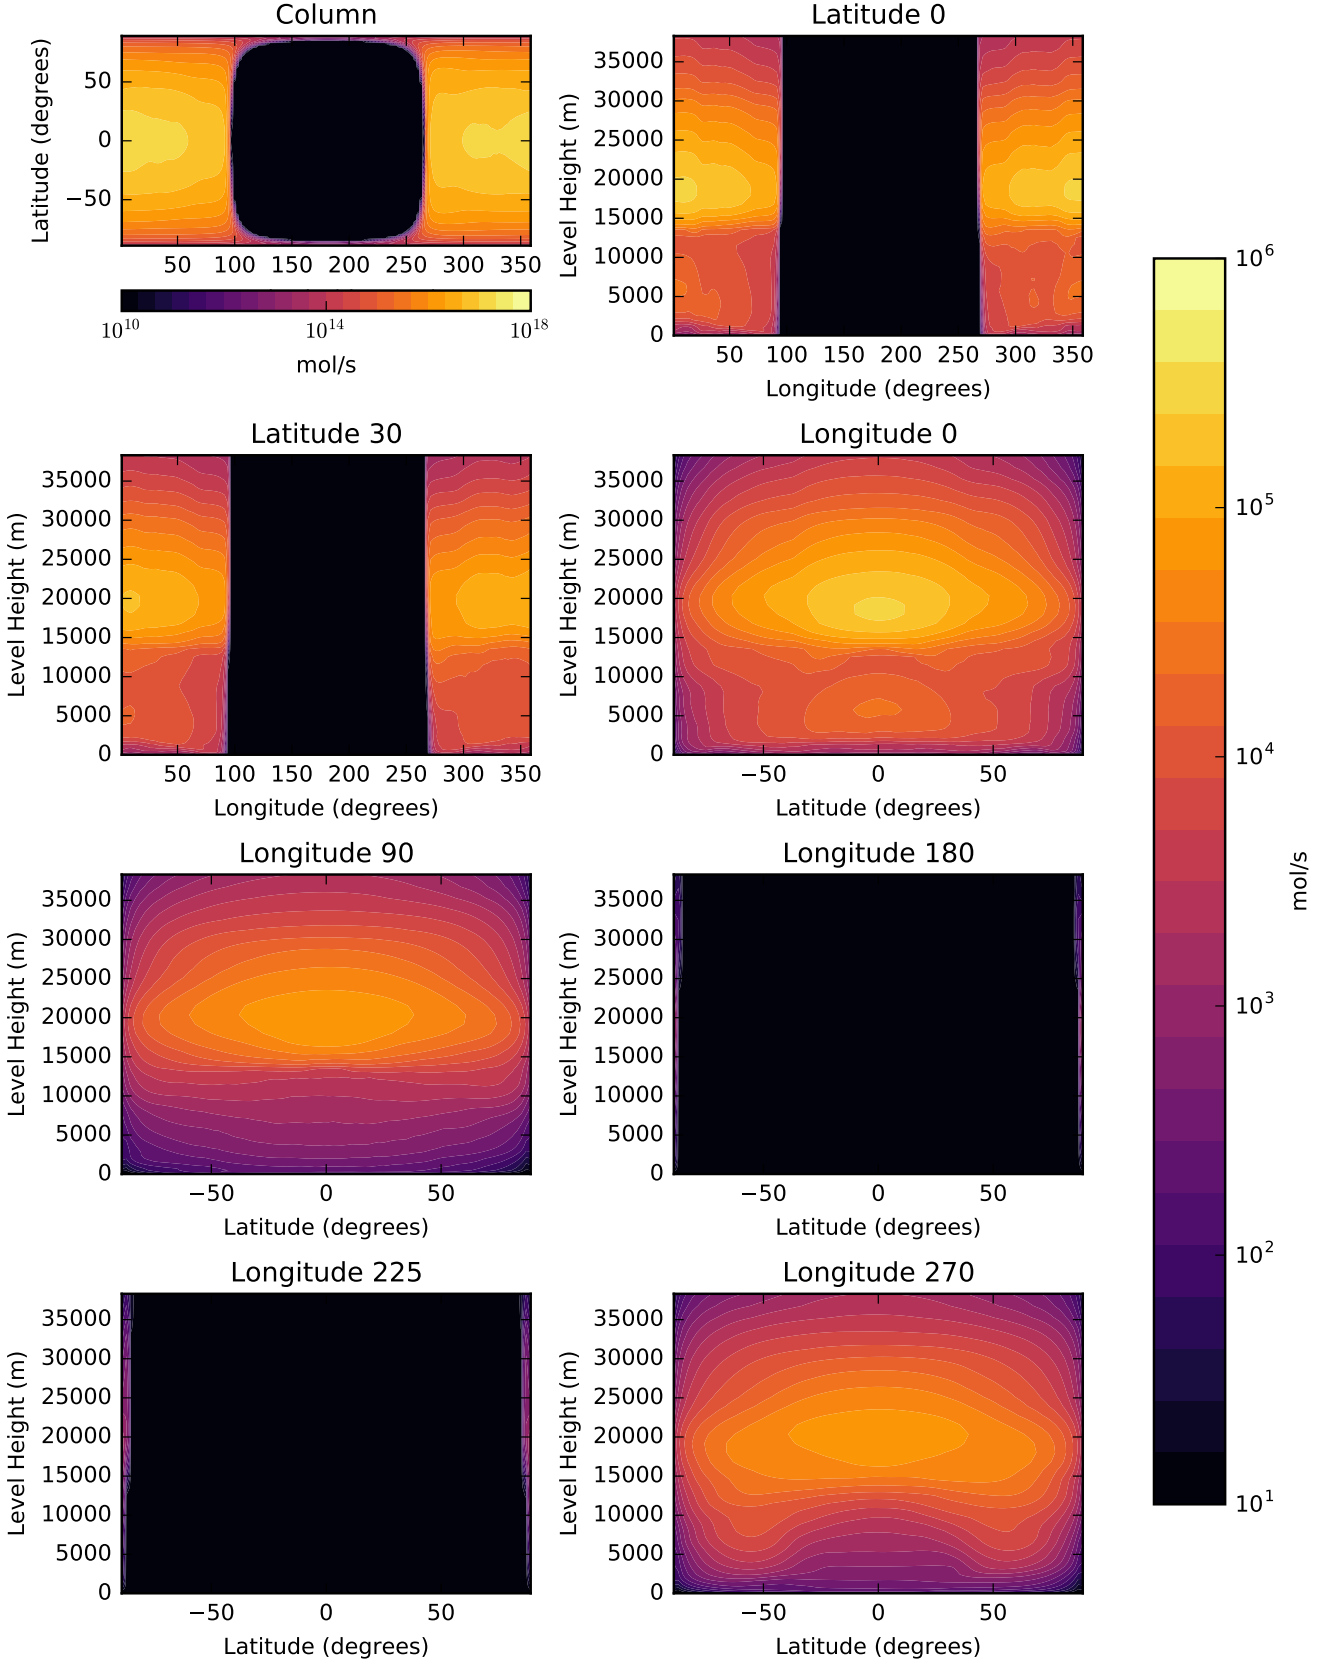 Column
Latitude (degrees)
50
0
−50
50 100 150 200 250 300 350
10^10 10^14 10^18
mol/s
Latitude 0
Level Height (m)
35000
30000
25000
20000
15000
10000
5000
0
50 100 150 200 250 300 350
Longitude (degrees)
Latitude 30
Level Height (m)
35000
30000
25000
20000
15000
10000
5000
0
50 100 150 200 250 300 350
Longitude (degrees)
Longitude 0
Level Height (m)
35000
30000
25000
20000
15000
10000
5000
0
−50 0 50
Latitude (degrees)
Longitude 90
Level Height (m)
35000
30000
25000
20000
15000
10000
5000
0
−50 0 50
Latitude (degrees)
Longitude 180
Level Height (m)
35000
30000
25000
20000
15000
10000
5000
0
−50 0 50
Latitude (degrees)
Longitude 225
Level Height (m)
35000
30000
25000
20000
15000
10000
5000
0
−50 0 50
Latitude (degrees)
Longitude 270
Level Height (m)
35000
30000
25000
20000
15000
10000
5000
0
−50 0 50
Latitude (degrees)
10^6
10^5
10^4
10^3
10^2
10^1
mol/s